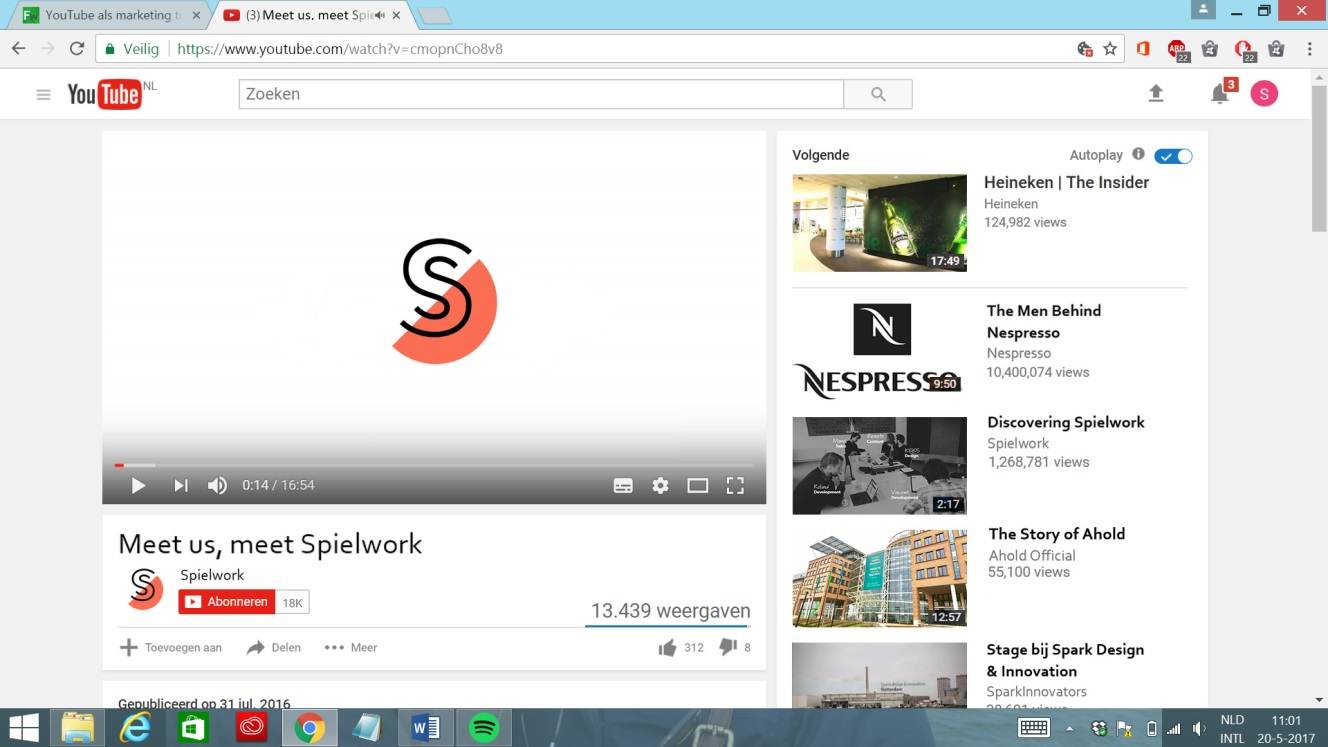 YouTube als marketing t
(3) Meet us, meet Spie
Veilig
https://www.youtube.com/watch?v=cmopnCho8v8
ABP
22
22
YouTube NL
Zoeken
3
S
S
0:14 / 16:54
Meet us, meet Spielwork
S
Spielwork
Abonneren 18K
13.439 weergaven
Toevoegen aan
Delen
Meer
312
8
Gepubliceerd op 31 jul. 2016
Volgende
Autoplay
17:49
Heineken | The Insider
Heineken
124,982 views
N
NESPRESSO
9:50
The Men Behind
Nespresso
Nespresso
10,400,074 views
2:17
Discovering Spielwork
Spielwork
1,268,781 views
12:57
The Story of Ahold
Ahold Official
55,100 views
Stage bij Spark Design
& Innovation
SparkInnovators
NLD
INTL
11:01
20-5-2017